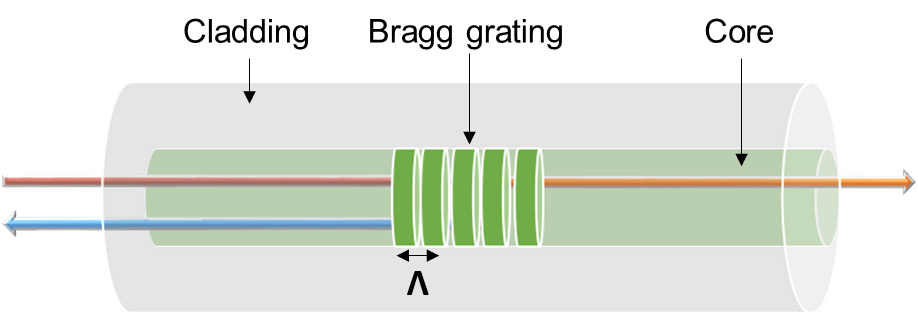 Cladding
Bragg grating
Core
Λ